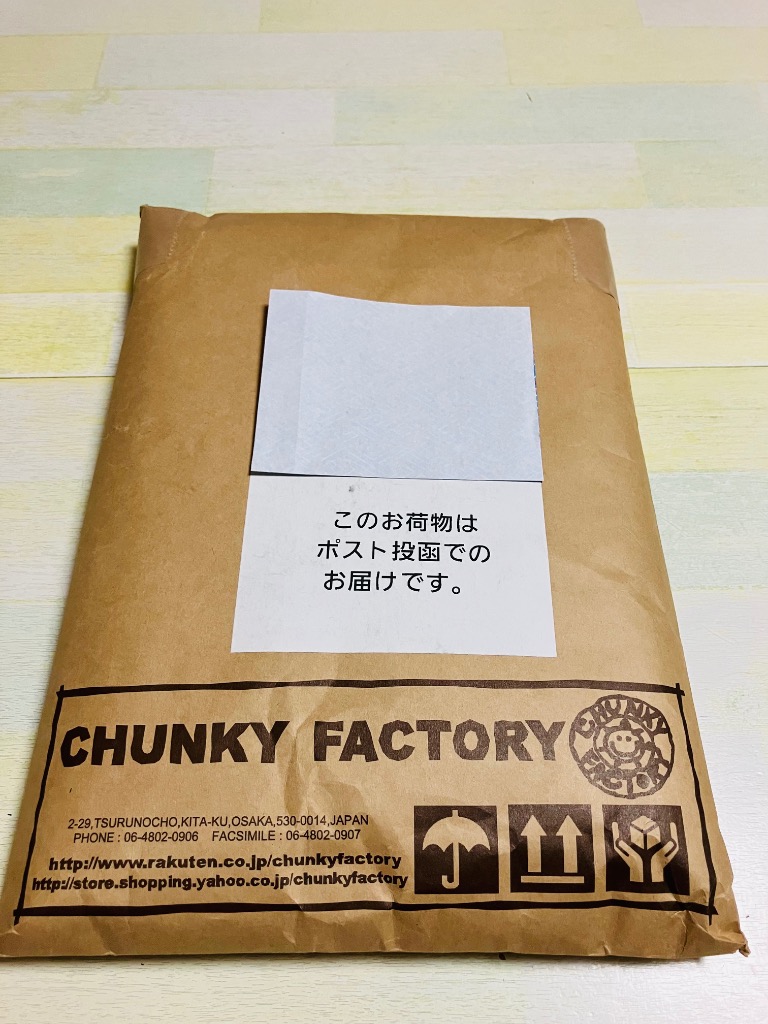 このお荷物は
ポスト投函での
お届けです。
CHUNKY FACTORY
CHUNKY
FACTORY
2-29,TSURUNOCHO,KITA-KU,OSAKA,530-0014,JAPAN
PHONE : 06-4802-0906 FACSIMILE : 06-4802-0907
http://www.rakuten.co.jp/chunkyfactory
http://store.shopping.yahoo.co.jp/chunkyfactory